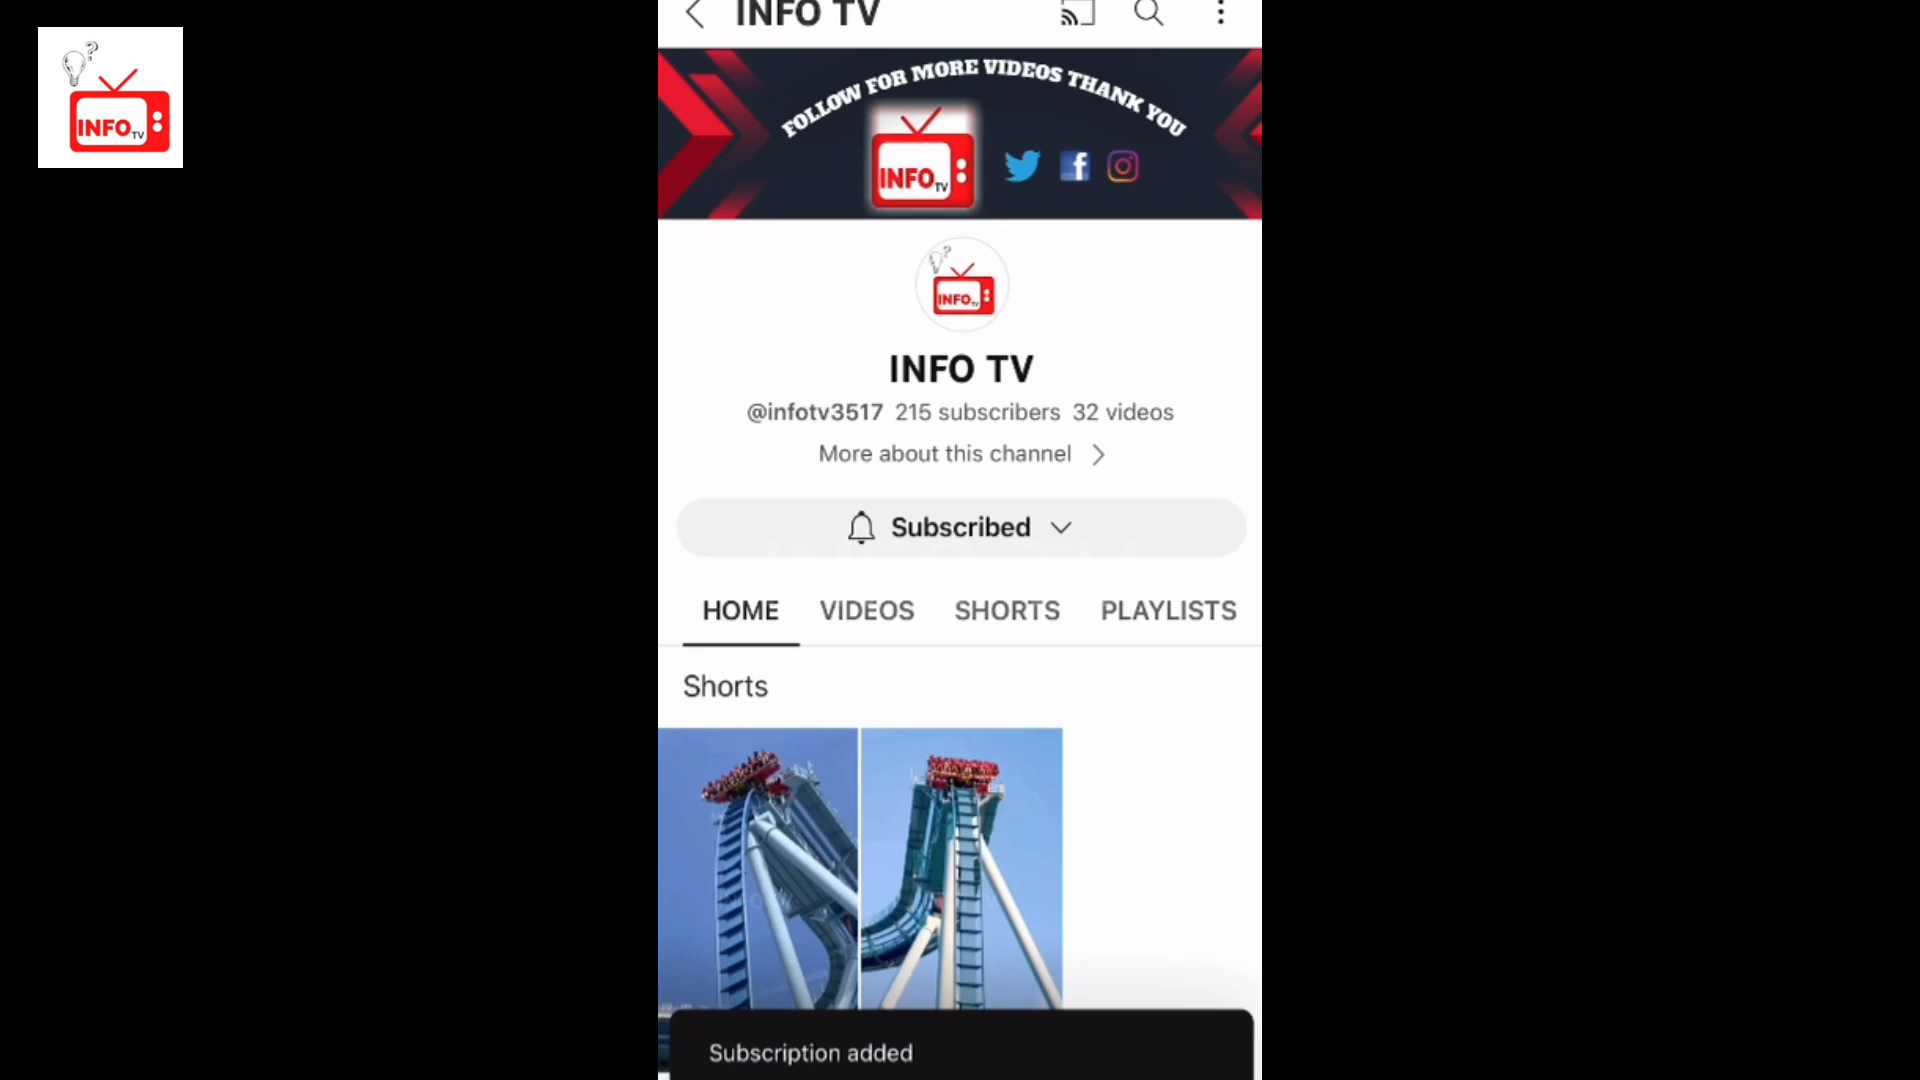 INFO TV
INFO TV
FOLLOW FOR MORE VIDEOS THANK YOU
INFO TV
INFO TV
INFO TV
@infotv3517 215 subscribers 32 videos
More about this channel
Subscribed
HOME VIDEOS SHORTS PLAYLISTS
Shorts
Subscription added